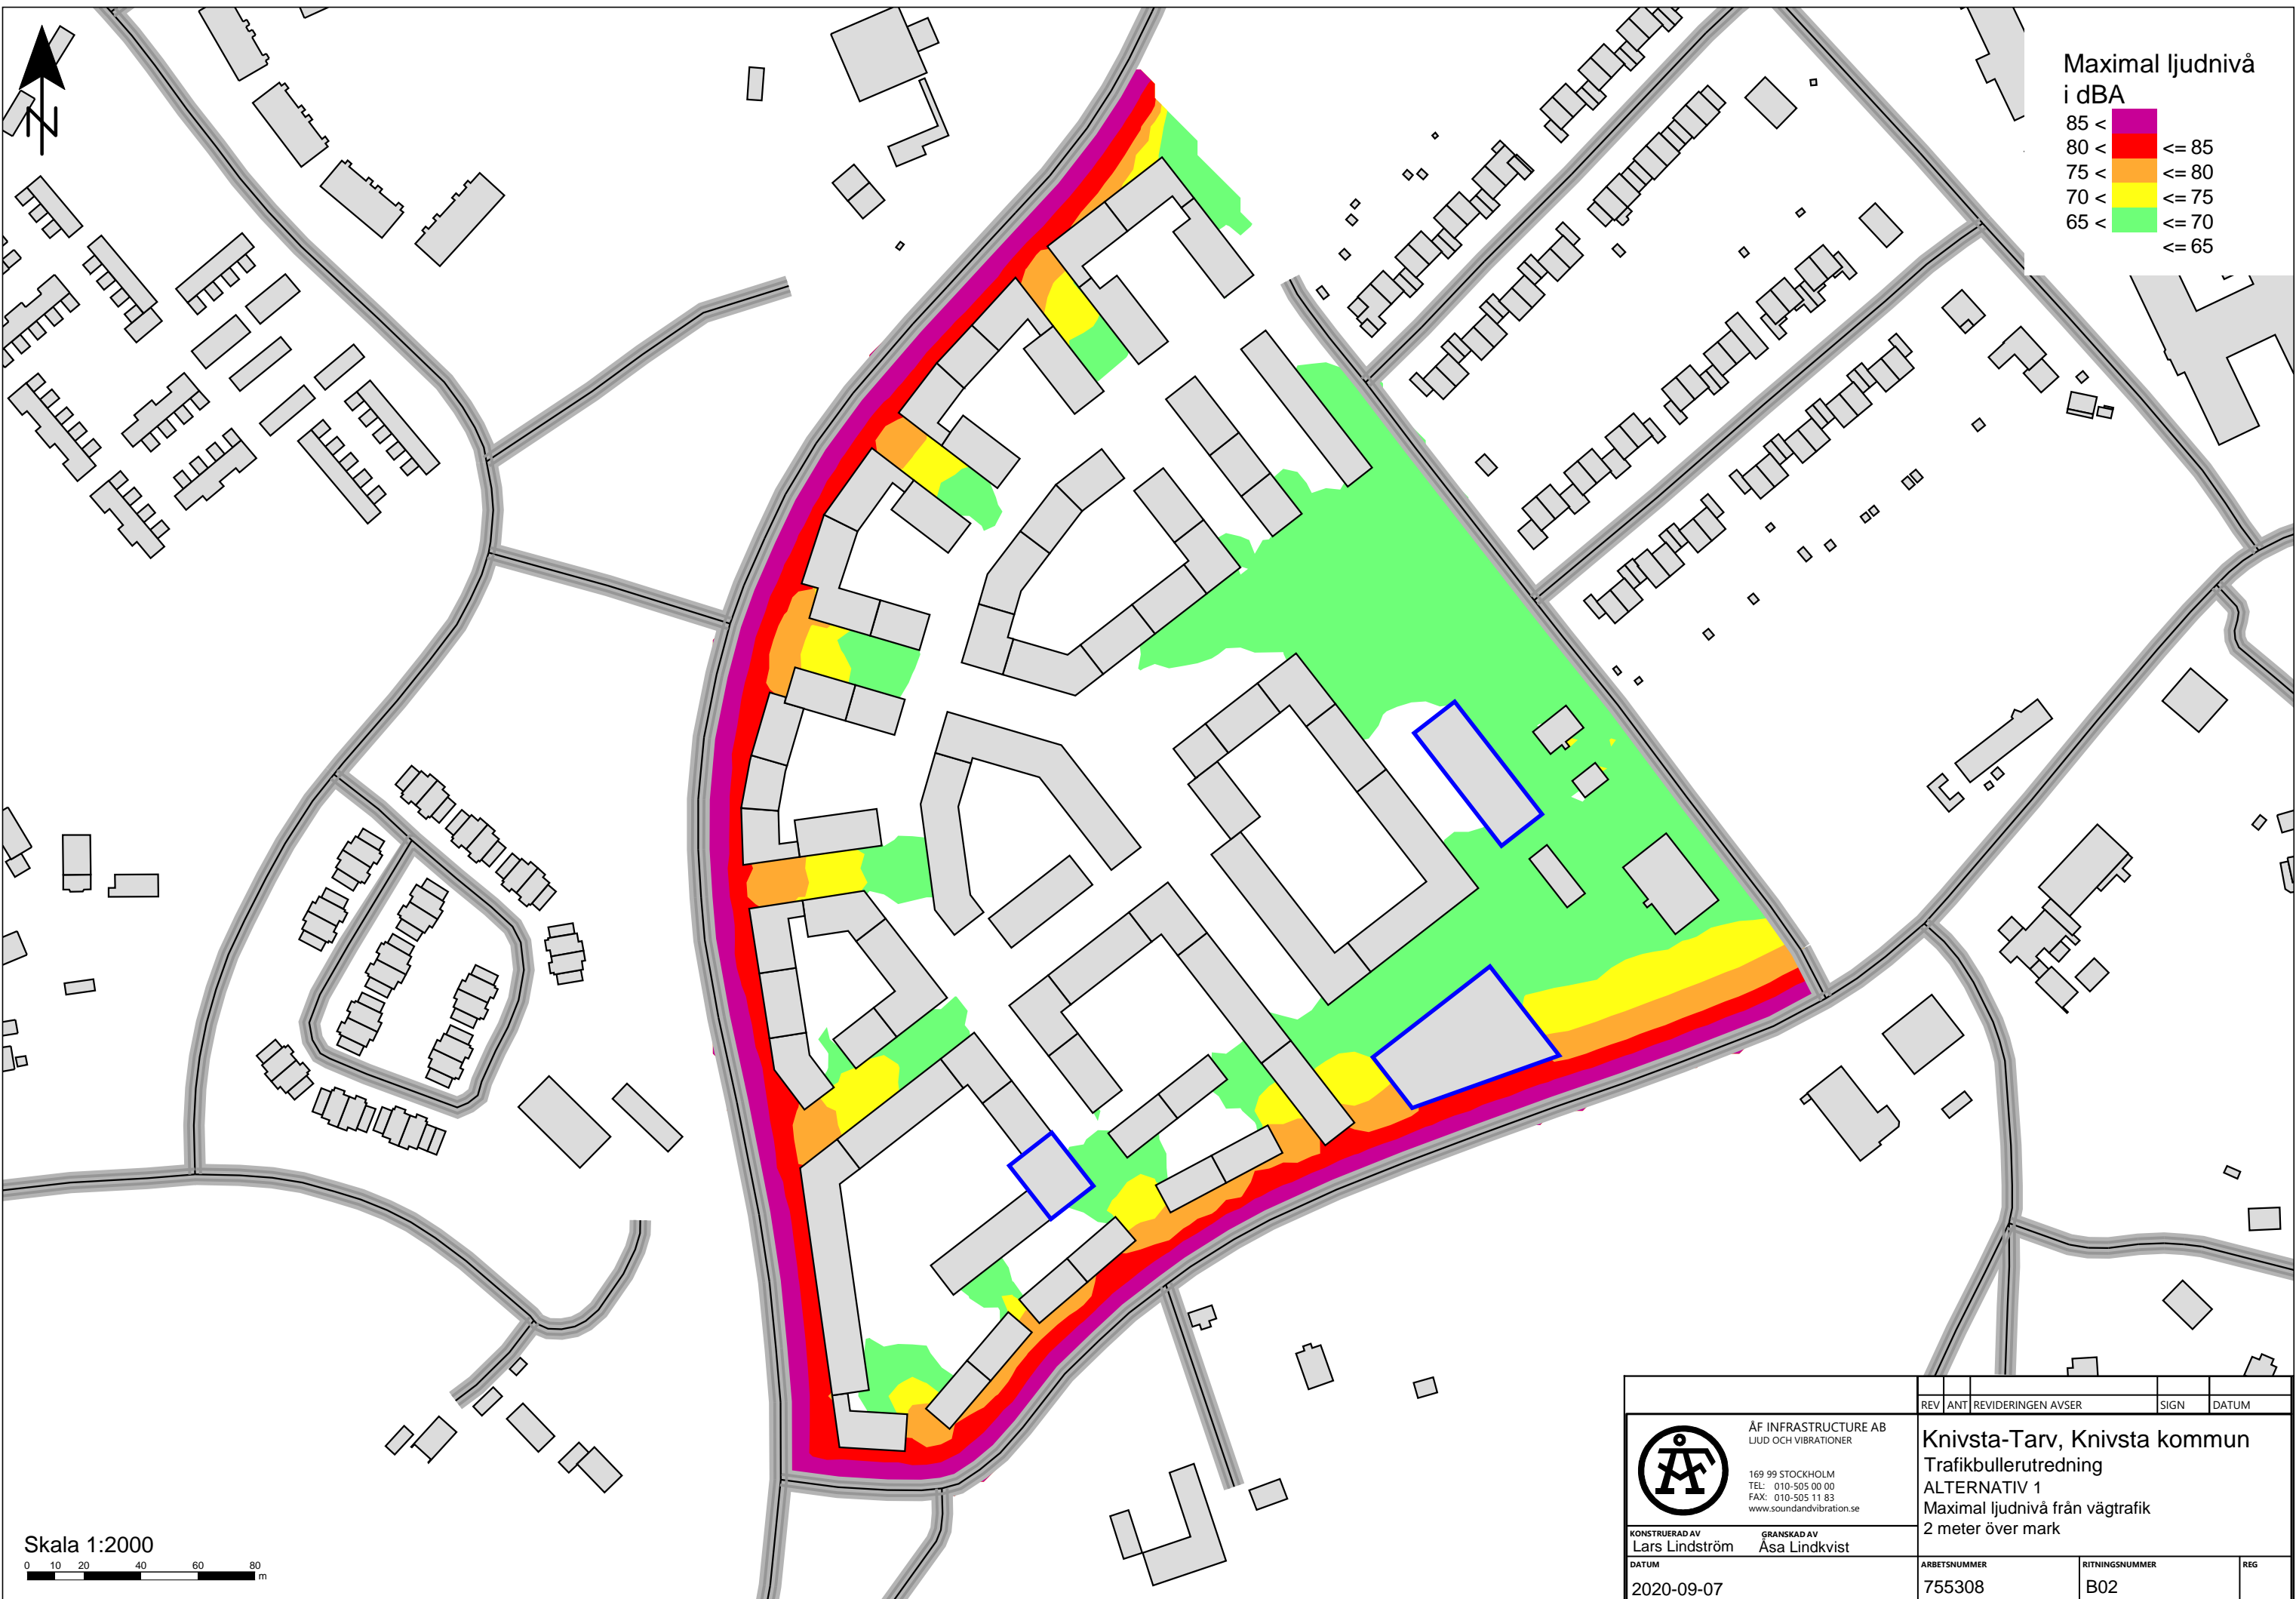 N
Maximal ljudnivå
i dBA
85 <
80 < <= 85
75 < <= 80
70 < <= 75
65 < <= 70
<= 65
Skala 1:2000
0 10 20 40 60 80
m
REV ANT REVIDERINGEN AVSER SIGN DATUM
ÅF INFRASTRUCTURE AB
LJUD OCH VIBRATIONER
169 99 STOCKHOLM
TEL: 010-505 00 00
FAX: 010-505 11 83
www.soundandvibration.se
ÅF
Knivsta-Tarv, Knivsta kommun
Trafikbullerutredning
ALTERNATIV 1
Maximal ljudnivå från vägtrafik
2 meter över mark
KONSTRUERAD AV GRANSKAD AV
Lars Lindström Åsa Lindkvist
DATUM ARBETSNUMMER RITNINGSNUMMER REG
2020-09-07 755308 B02